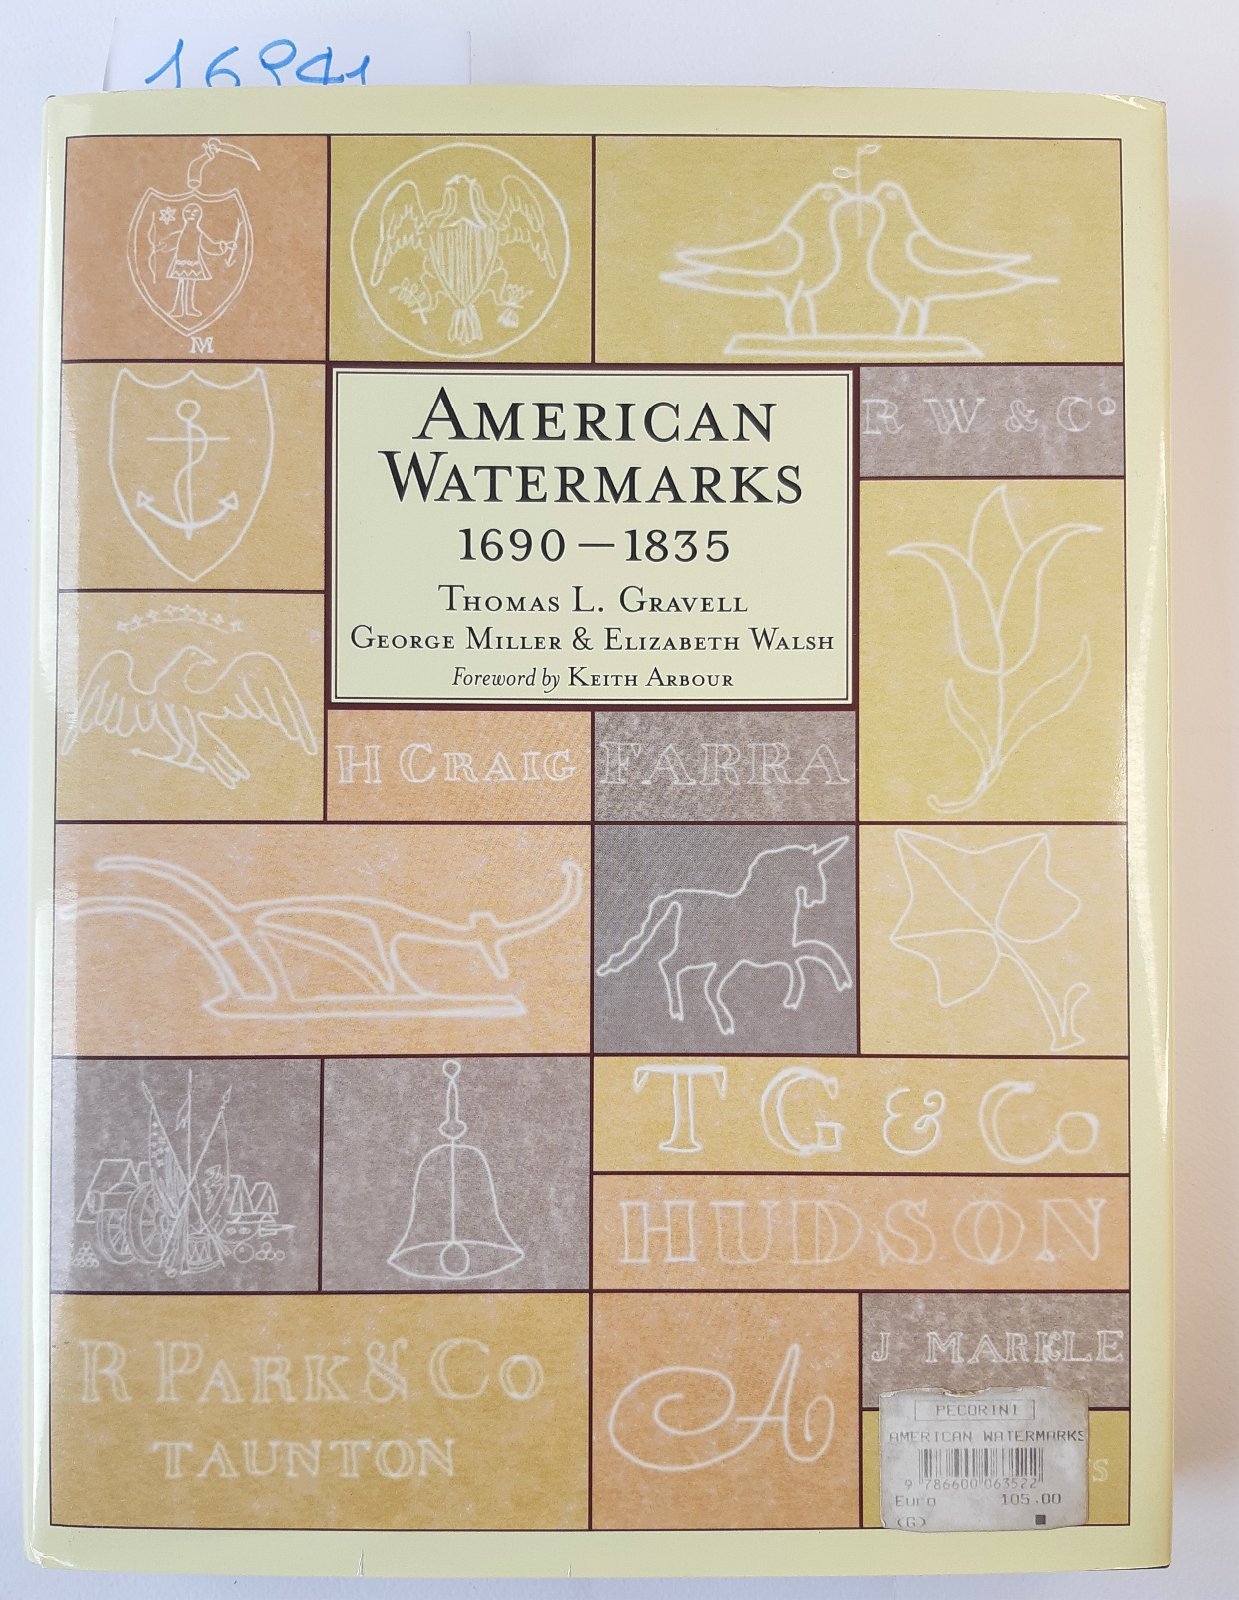 16941
M
AMERICAN
WATERMARKS
1690 – 1835
THOMAS L. GRAVELL
GEORGE MILLER & ELIZABETH WALSH
Foreword by KEITH ARBOUR
R W & Co
H CRAIG
FARRA
T G & Co
HUDSON
R PARK & Co
TAUNTON
A
J MARKLE
PECORINI
AMERICAN WATERMARKS
9 786600 063522
Euro 105.00
(G)
S